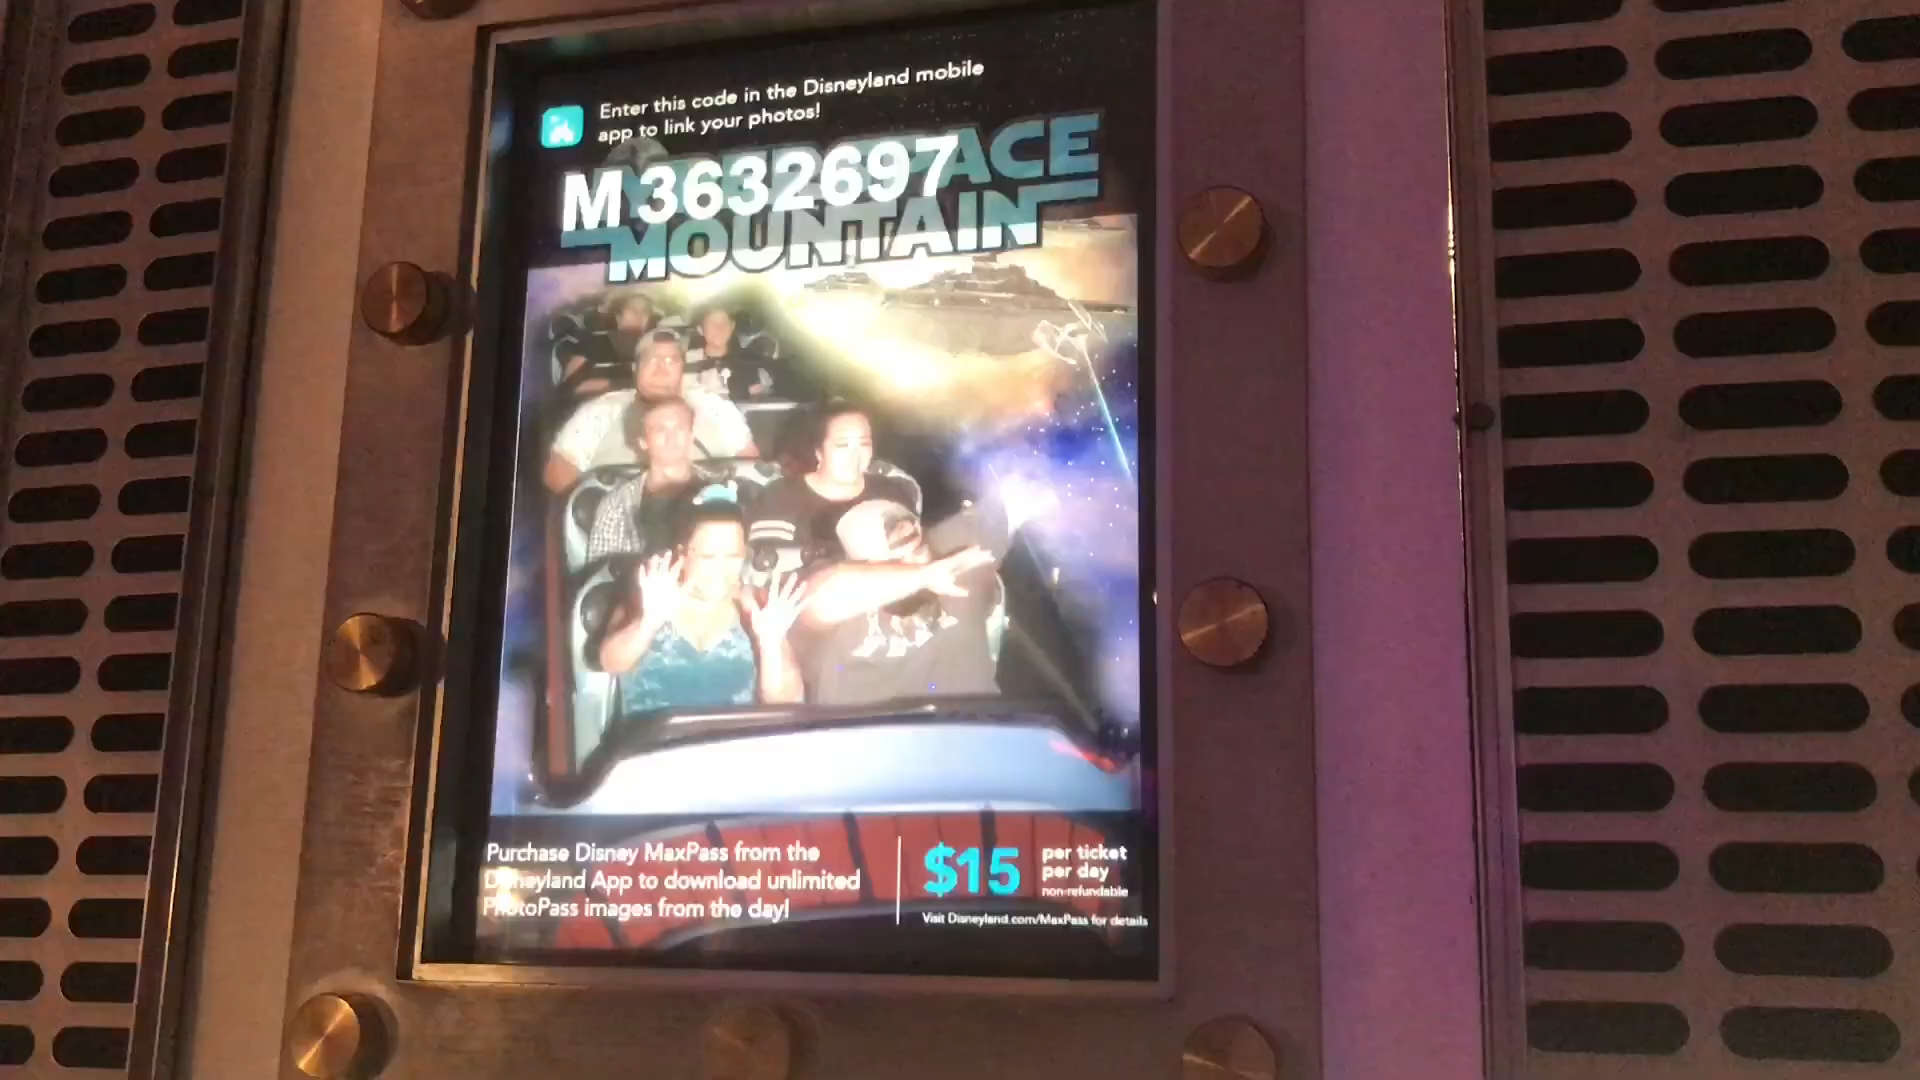 Enter this code in the Disneyland mobile
app to link your photos!
M3632697
SPACE
MOUNTAIN
Purchase Disney MaxPass from the
Disneyland App to download unlimited
PhotoPass images from the day!
$15
per ticket
per day
non-refundable
Visit Disneyland.com/MaxPass for details